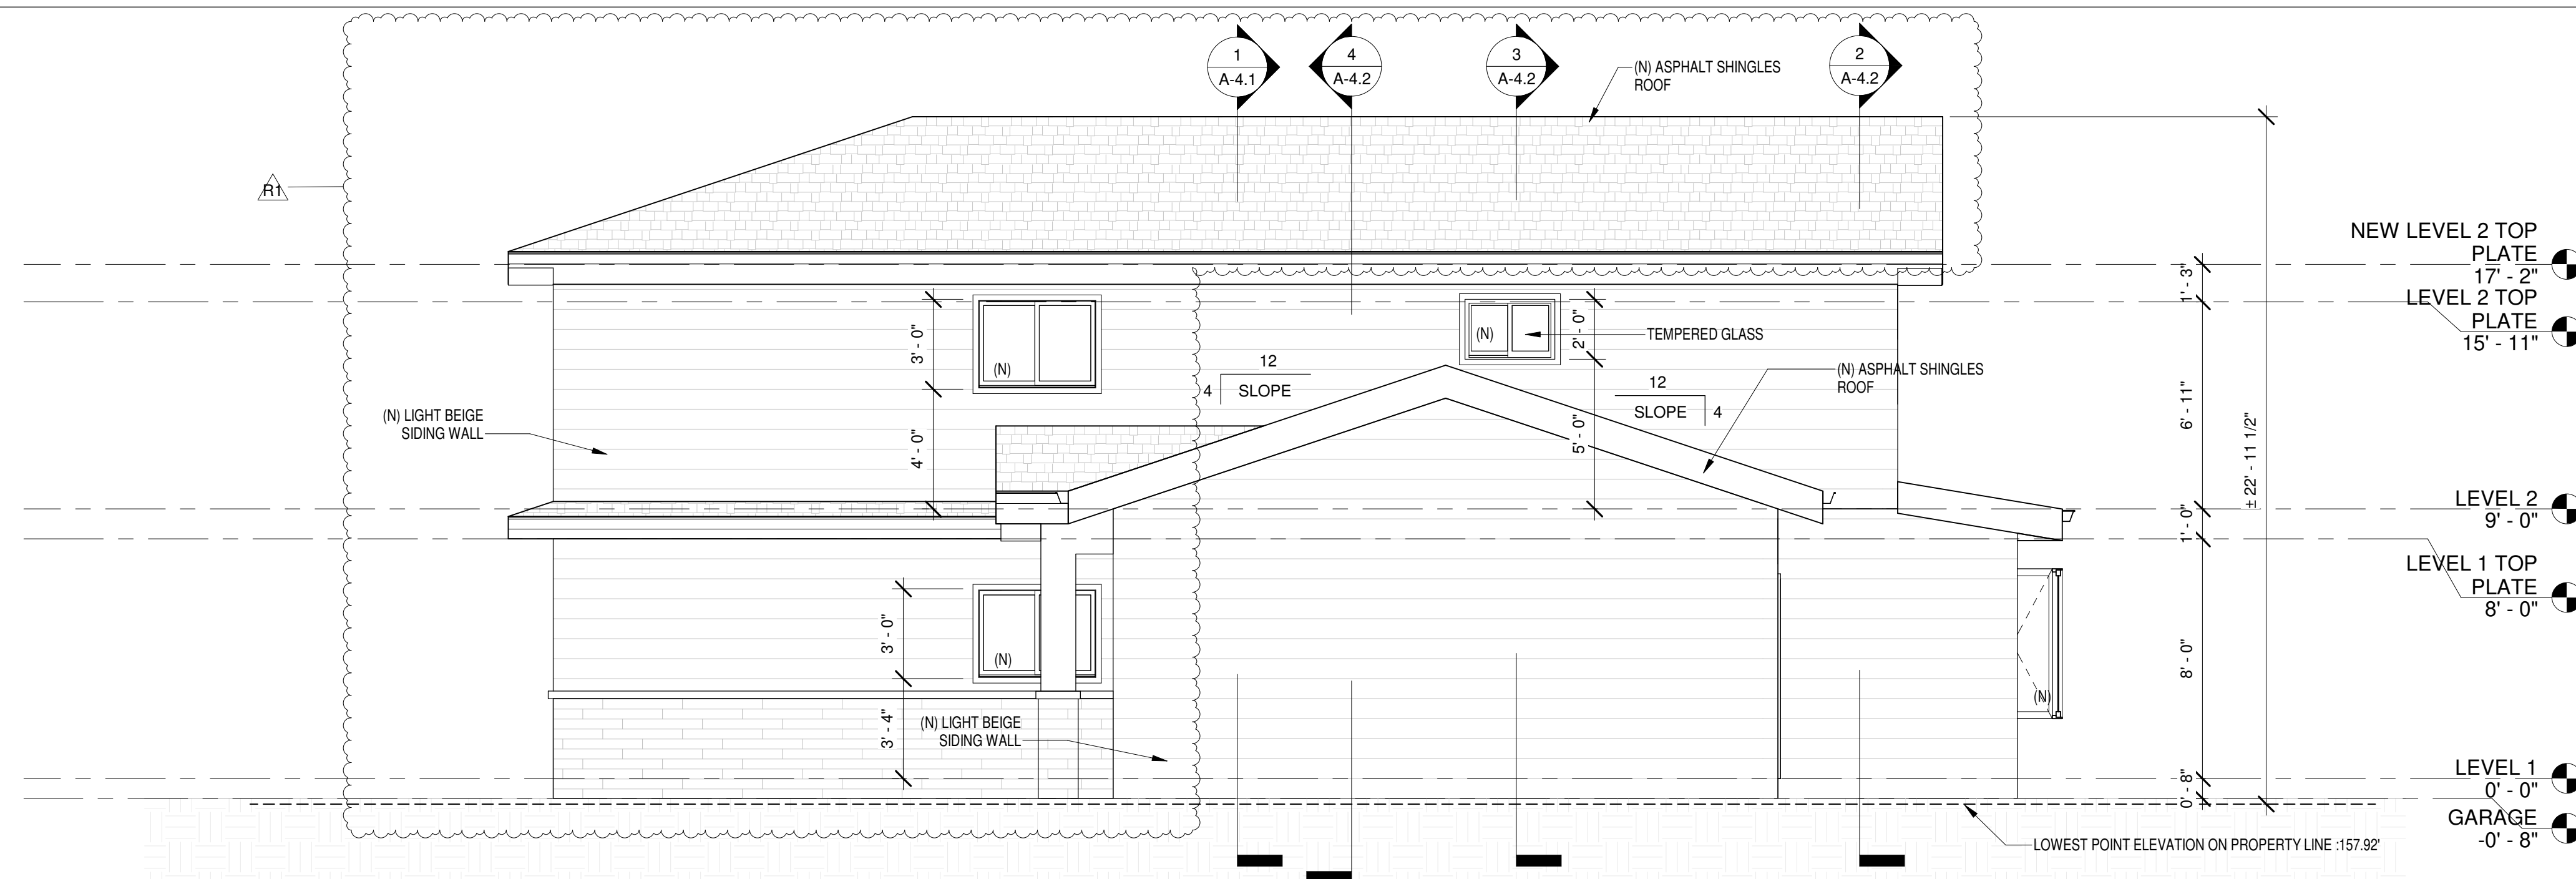 1
A-4.1
4
A-4.2
3
A-4.2
2
A-4.2
(N) ASPHALT SHINGLES
ROOF
R1
NEW LEVEL 2 TOP
PLATE
17' - 2"
1' - 3"
LEVEL 2 TOP
PLATE
15' - 11"
3' - 0"
(N)
(N)
2' - 0"
TEMPERED GLASS
12
4
SLOPE
12
SLOPE
4
(N) ASPHALT SHINGLES
ROOF
(N) LIGHT BEIGE
SIDING WALL
4' - 0"
5' - 0"
6' - 11"
± 22' - 11 1/2"
LEVEL 2
9' - 0"
1' - 0"
LEVEL 1 TOP
PLATE
8' - 0"
3' - 0"
(N)
8' - 0"
(N)
3' - 4"
(N) LIGHT BEIGE
SIDING WALL
LEVEL 1
0' - 0"
0' - 8"
GARAGE
-0' - 8"
LOWEST POINT ELEVATION ON PROPERTY LINE :157.92'